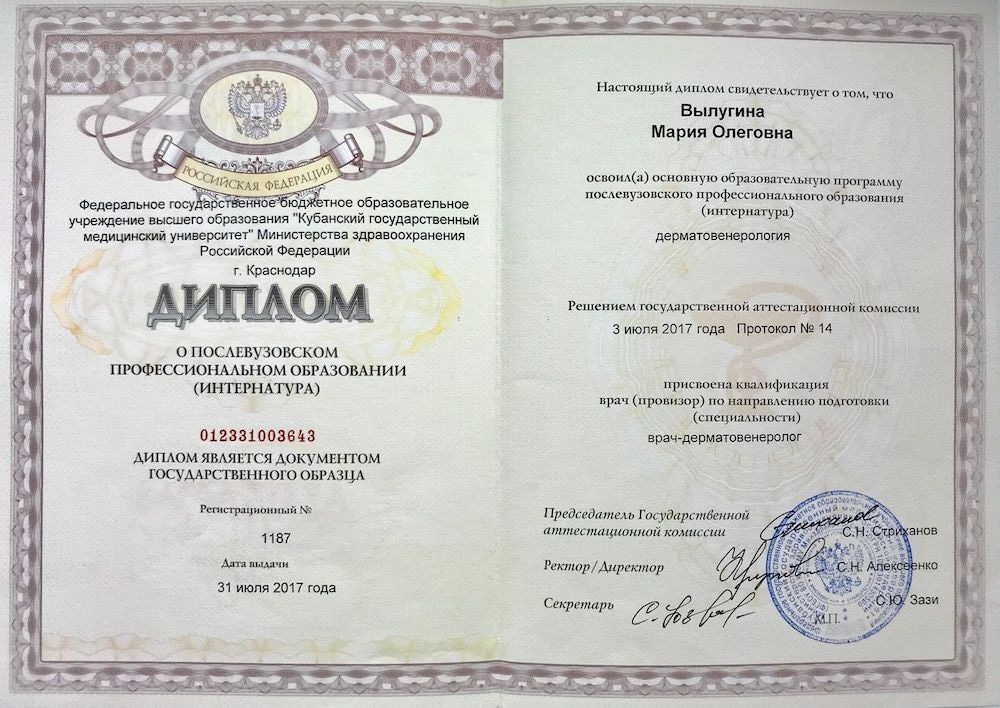 РОССИЙСКАЯ ФЕДЕРАЦИЯ
Федеральное государственное бюджетное образовательное
учреждение высшего образования "Кубанский государственный
медицинский университет" Министерства здравоохранения
Российской Федерации
г. Краснодар
ДИПЛОМ
О ПОСЛЕВУЗОВСКОМ
ПРОФЕССИОНАЛЬНОМ ОБРАЗОВАНИИ
(ИНТЕРНАТУРА)
012331003643
ДИПЛОМ ЯВЛЯЕТСЯ ДОКУМЕНТОМ
ГОСУДАРСТВЕННОГО ОБРАЗЦА
Регистрационный №
1187
Дата выдачи
31 июля 2017 года
Настоящий диплом свидетельствует о том, что
Вылугина
Мария Олеговна
освоил(а) основную образовательную программу
послевузовского профессионального образования
(интернатура)
дерматовенерология
Решением государственной аттестационной комиссии
3 июля 2017 года Протокол № 14
присвоена квалификация
врач (провизор) по направлению подготовки
(специальности)
врач-дерматовенеролог
Председатель Государственной
аттестационной комиссии
С.Н. Стриханов
Ректор/Директор
С.Н. Алексеенко
Секретарь
С.Ю. Зази
М.П.